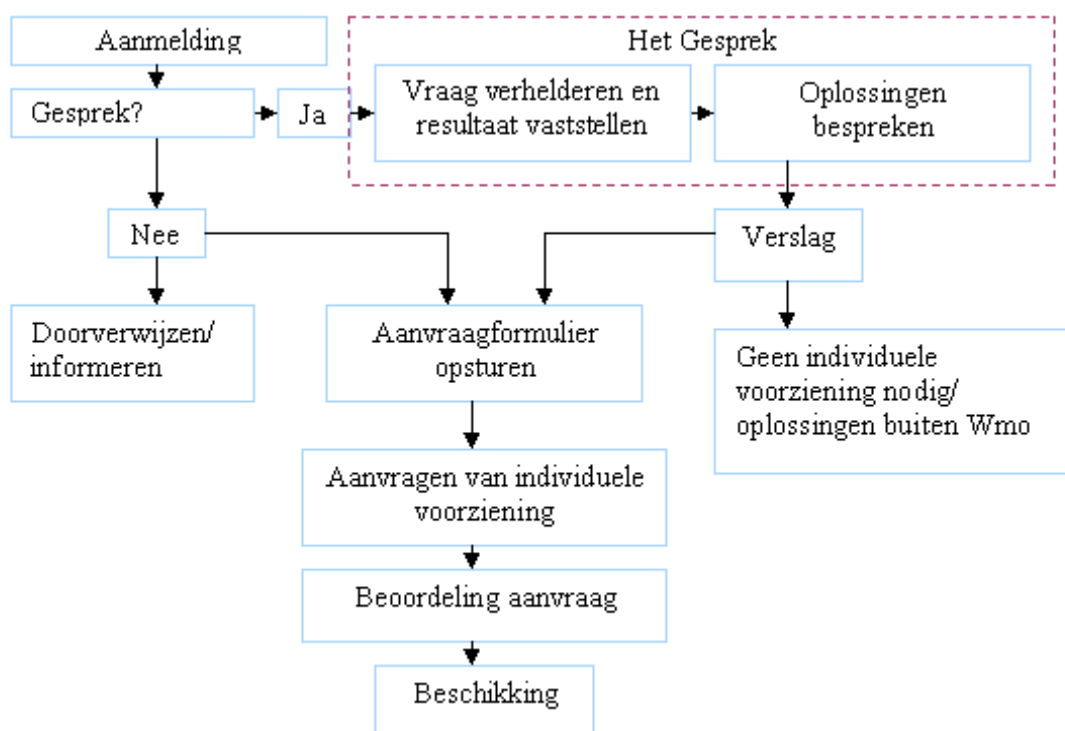 Aanmelding
Het Gesprek
Gesprek?
Ja
Vraag verhelderen en
resultaat vaststellen
Oplossingen
bespreken
Nee
Verslag
Doorverwijzen/
informeren
Aanvraagformulier
opsturen
Geen individuele
voorziening nodig/
oplossingen buiten Wmo
Aanvragen van individuele
voorziening
Beoordeling aanvraag
Beschikking